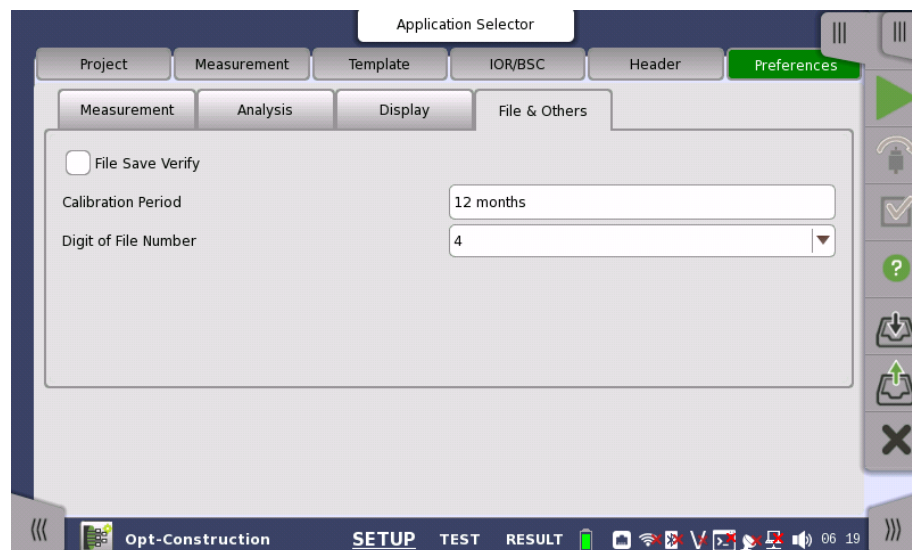 Application Selector
Project Measurement Template IOR/BSC Header Preferences
Measurement Analysis Display File & Others
File Save Verify
Calibration Period 12 months
Digit of File Number 4
?
Opt-Construction SETUP TEST RESULT 06 19